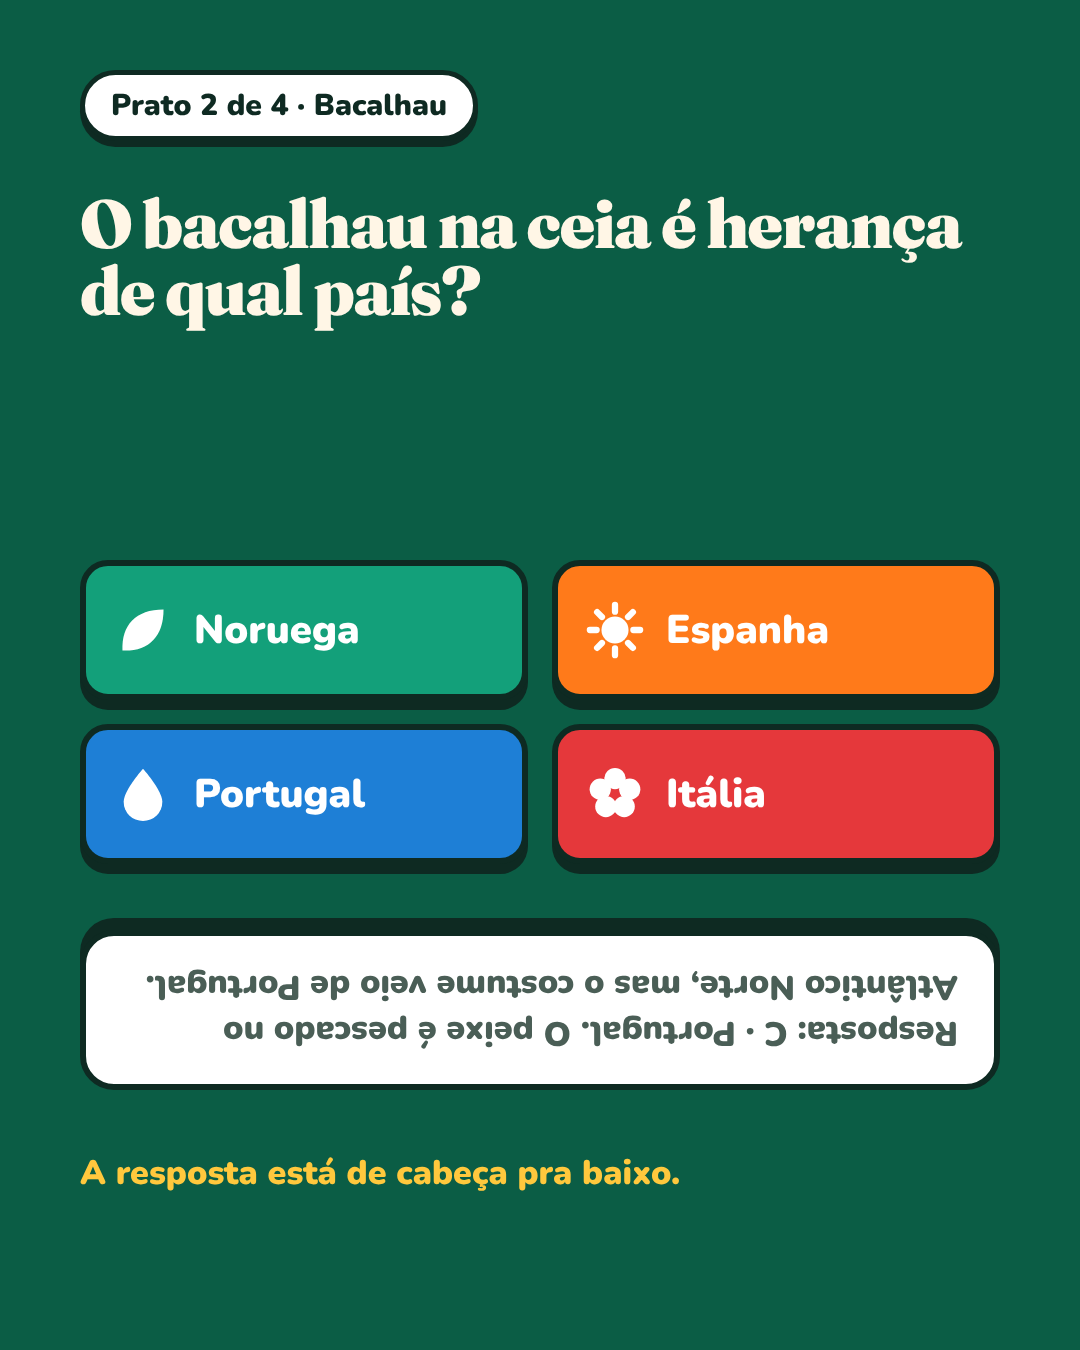 Prato 2 de 4 · Bacalhau
O bacalhau na ceia é herança
de qual país?
Noruega
Espanha
Portugal
Itália
Resposta: C · Portugal. O peixe é pescado no
Atlântico Norte, mas o costume veio de Portugal.
A resposta está de cabeça pra baixo.